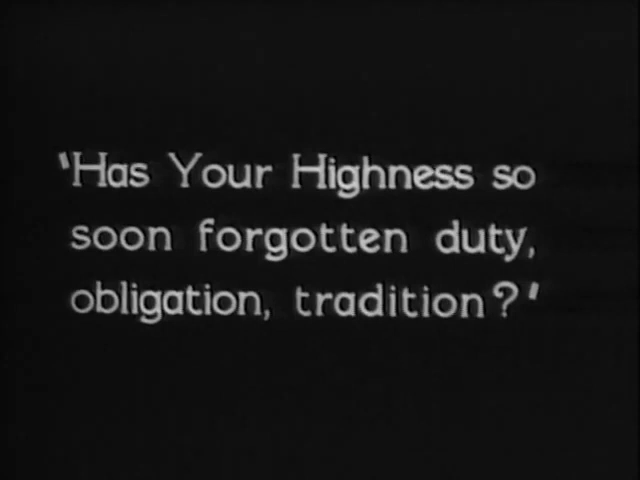 'Has Your Highness so
soon forgotten duty,
obligation, tradition?'